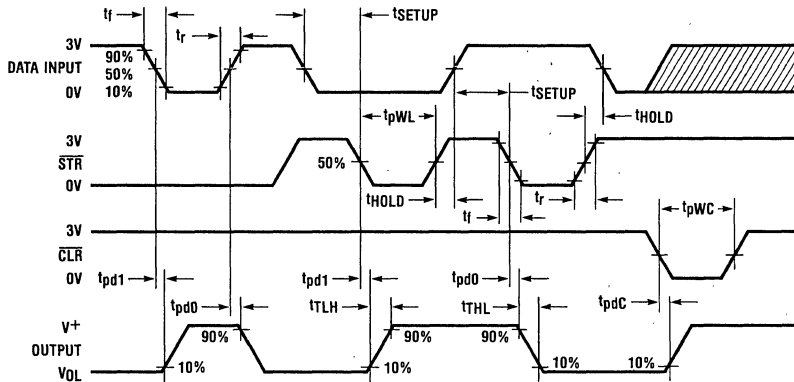 tf
tr
tSETUP
3V
DATA INPUT
90%
50%
10%
0V
tSETUP
tpWL
tHOLD
3V
STR
0V
50%
tHOLD
tf
tr
3V
CLR
0V
tpWC
tpd1
tpd0
tpd1
tTLH
tpd0
tTHL
tpdC
V+
OUTPUT
VOL
90%
10%
90%
10%
90%
10%
10%